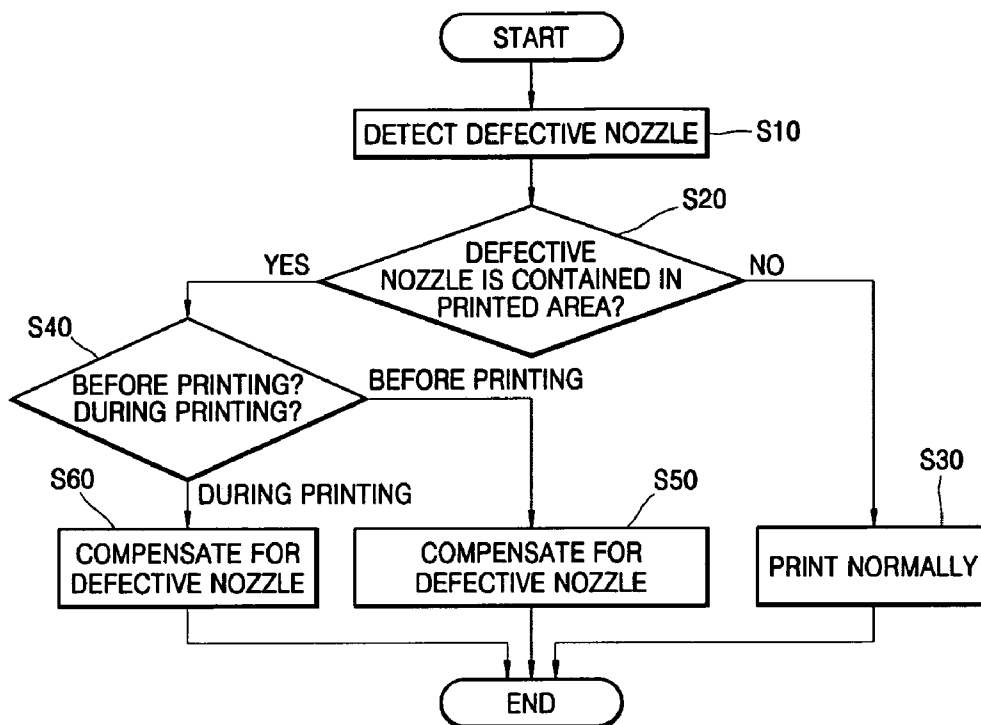 START
DETECT DEFECTIVE NOZZLE
S10
S20
DEFECTIVE
NOZZLE IS CONTAINED IN
PRINTED AREA?
YES
NO
S40
BEFORE PRINTING?
DURING PRINTING?
BEFORE PRINTING
S60
DURING PRINTING
S50
S30
COMPENSATE FOR
DEFECTIVE NOZZLE
COMPENSATE FOR
DEFECTIVE NOZZLE
PRINT NORMALLY
END